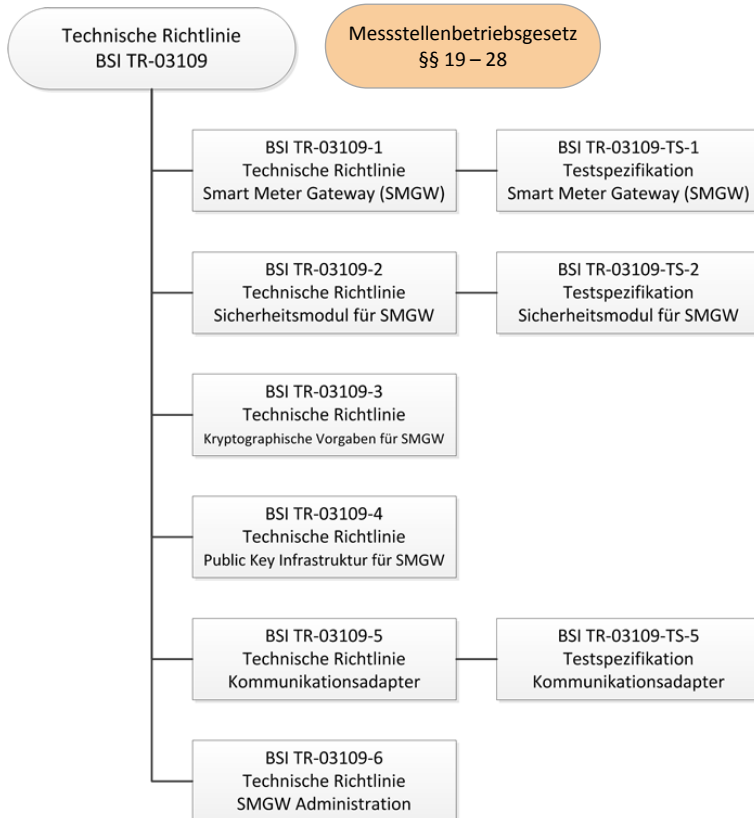 Technische Richtlinie
BSI TR-03109
Messstellenbetriebsgesetz
§§ 19 – 28
BSI TR-03109-1
Technische Richtlinie
Smart Meter Gateway (SMGW)
BSI TR-03109-TS-1
Testspezifikation
Smart Meter Gateway (SMGW)
BSI TR-03109-2
Technische Richtlinie
Sicherheitsmodul für SMGW
BSI TR-03109-TS-2
Testspezifikation
Sicherheitsmodul für SMGW
BSI TR-03109-3
Technische Richtlinie
Kryptographische Vorgaben für SMGW
BSI TR-03109-4
Technische Richtlinie
Public Key Infrastruktur für SMGW
BSI TR-03109-5
Technische Richtlinie
Kommunikationsadapter
BSI TR-03109-TS-5
Testspezifikation
Kommunikationsadapter
BSI TR-03109-6
Technische Richtlinie
SMGW Administration